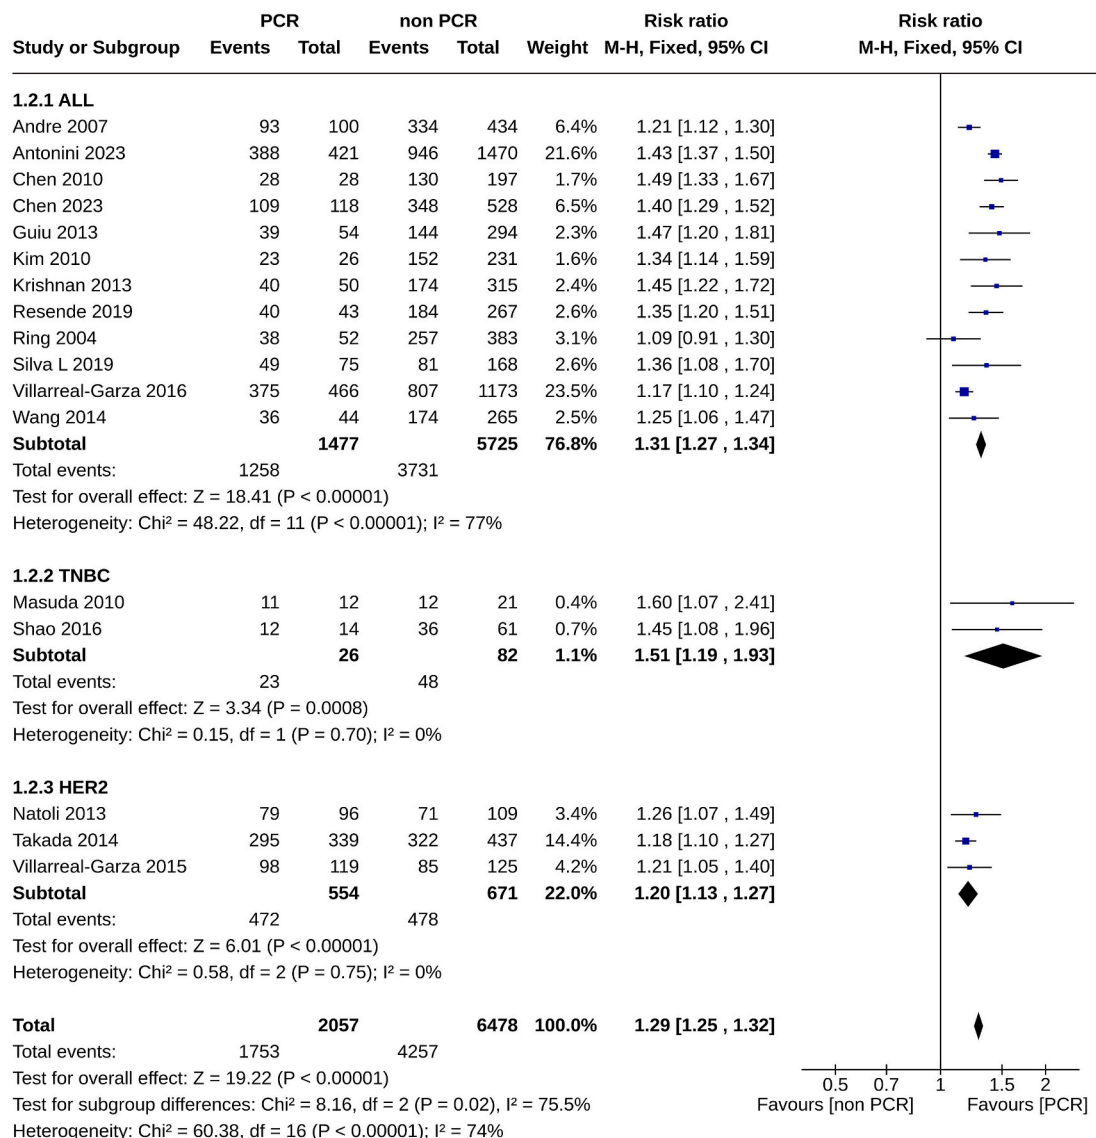 PCR non PCR Risk ratio Risk ratio
Study or Subgroup Events Total Events Total Weight M-H, Fixed, 95% CI M-H, Fixed, 95% CI
1.2.1 ALL
Andre 2007 93 100 334 434 6.4% 1.21 [1.12 , 1.30]
Antonini 2023 388 421 946 1470 21.6% 1.43 [1.37 , 1.50]
Chen 2010 28 28 130 197 1.7% 1.49 [1.33 , 1.67]
Chen 2023 109 118 348 528 6.5% 1.40 [1.29 , 1.52]
Guiu 2013 39 54 144 294 2.3% 1.47 [1.20 , 1.81]
Kim 2010 23 26 152 231 1.6% 1.34 [1.14 , 1.59]
Krishnan 2013 40 50 174 315 2.4% 1.45 [1.22 , 1.72]
Resende 2019 40 43 184 267 2.6% 1.35 [1.20 , 1.51]
Ring 2004 38 52 257 383 3.1% 1.09 [0.91 , 1.30]
Silva L 2019 49 75 81 168 2.6% 1.36 [1.08 , 1.70]
Villarreal-Garza 2016 375 466 807 1173 23.5% 1.17 [1.10 , 1.24]
Wang 2014 36 44 174 265 2.5% 1.25 [1.06 , 1.47]
Subtotal 1477 5725 76.8% 1.31 [1.27 , 1.34]
Total events: 1258 3731
Test for overall effect: Z = 18.41 (P < 0.00001)
Heterogeneity: Chi² = 48.22, df = 11 (P < 0.00001); I² = 77%
1.2.2 TNBC
Masuda 2010 11 12 12 21 0.4% 1.60 [1.07 , 2.41]
Shao 2016 12 14 36 61 0.7% 1.45 [1.08 , 1.96]
Subtotal 26 82 1.1% 1.51 [1.19 , 1.93]
Total events: 23 48
Test for overall effect: Z = 3.34 (P = 0.0008)
Heterogeneity: Chi² = 0.15, df = 1 (P = 0.70); I² = 0%
1.2.3 HER2
Natoli 2013 79 96 71 109 3.4% 1.26 [1.07 , 1.49]
Takada 2014 295 339 322 437 14.4% 1.18 [1.10 , 1.27]
Villarreal-Garza 2015 98 119 85 125 4.2% 1.21 [1.05 , 1.40]
Subtotal 554 671 22.0% 1.20 [1.13 , 1.27]
Total events: 472 478
Test for overall effect: Z = 6.01 (P < 0.00001)
Heterogeneity: Chi² = 0.58, df = 2 (P = 0.75); I² = 0%
Total 2057 6478 100.0% 1.29 [1.25 , 1.32]
Total events: 1753 4257
Test for overall effect: Z = 19.22 (P < 0.00001)
0.5 0.7 1 1.5 2
Test for subgroup differences: Chi² = 8.16, df = 2 (P = 0.02), I² = 75.5%
Favours [non PCR] Favours [PCR]
Heterogeneity: Chi² = 60.38, df = 16 (P < 0.00001); I² = 74%